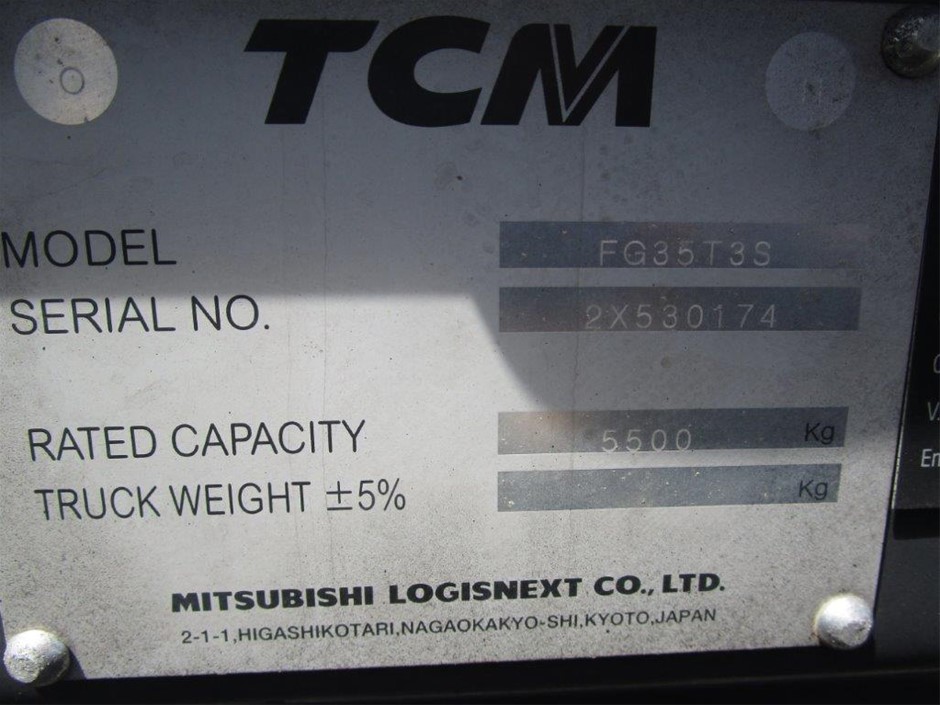 TCM
MODEL FG35T3S
SERIAL NO. 2X530174
RATED CAPACITY 5500 Kg
TRUCK WEIGHT ±5% Kg
MITSUBISHI LOGISNEXT CO., LTD.
2-1-1,HIGASHIKOTARI,NAGAOKAKYO-SHI,KYOTO,JAPAN